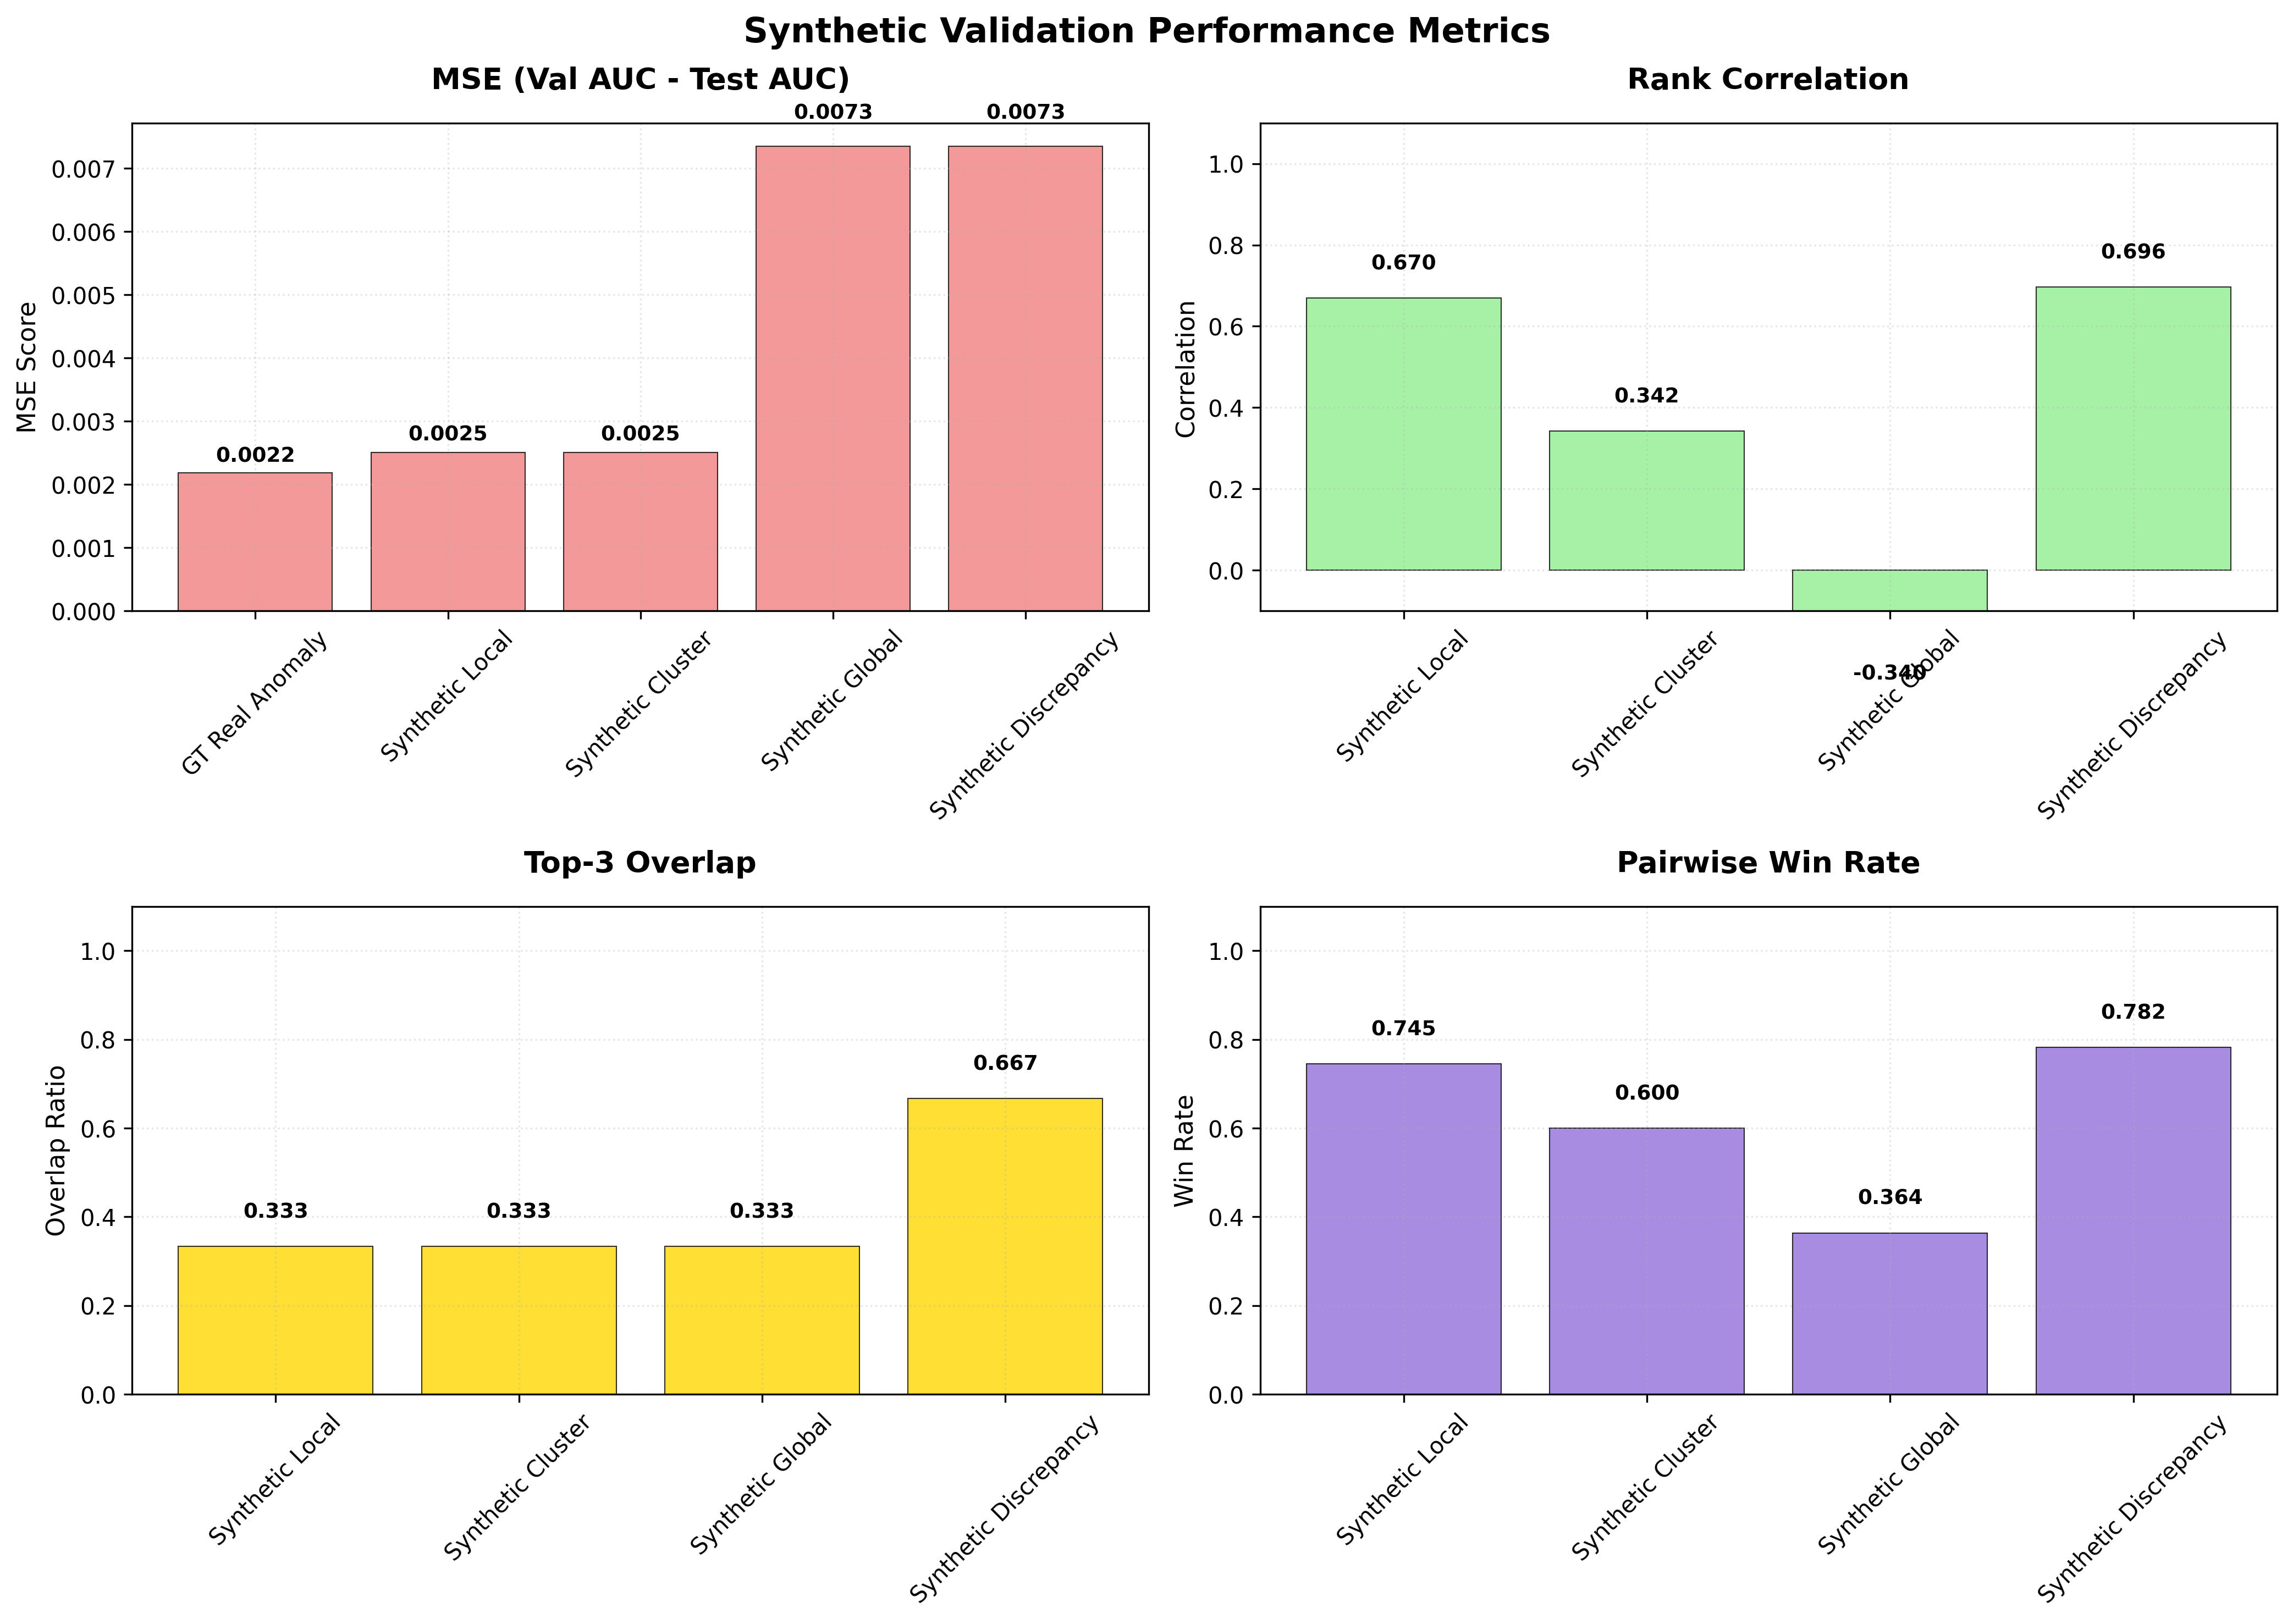 Synthetic Validation Performance Metrics
MSE (Val AUC - Test AUC)
0.0073
0.0073
0.007
0.006
0.005
0.004
0.003
0.002
0.001
0.000
MSE Score
0.0022
0.0025
0.0025
GT Real Anomaly
Synthetic Local
Synthetic Cluster
Synthetic Global
Synthetic Discrepancy
Rank Correlation
1.0
0.8
0.6
0.4
0.2
0.0
Correlation
0.670
0.342
-0.340
0.696
Synthetic Local
Synthetic Cluster
Synthetic Global
Synthetic Discrepancy
Top-3 Overlap
1.0
0.8
0.6
0.4
0.2
0.0
Overlap Ratio
0.333
0.333
0.333
0.667
Synthetic Local
Synthetic Cluster
Synthetic Global
Synthetic Discrepancy
Pairwise Win Rate
1.0
0.8
0.6
0.4
0.2
0.0
Win Rate
0.745
0.600
0.364
0.782
Synthetic Local
Synthetic Cluster
Synthetic Global
Synthetic Discrepancy